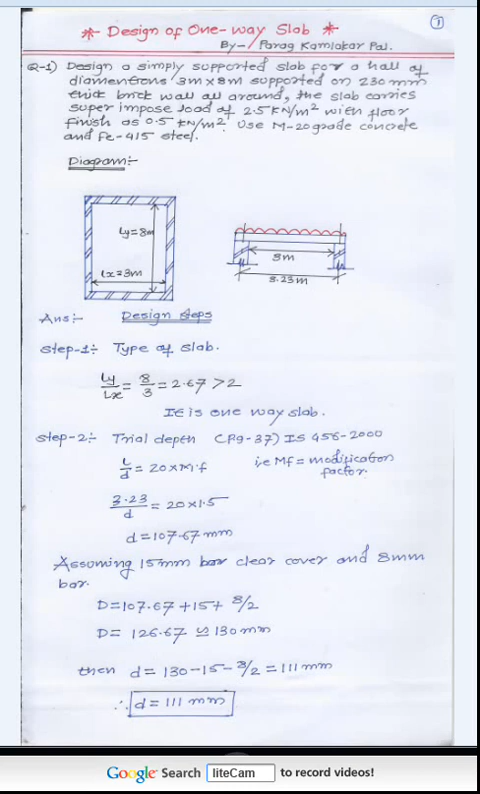 ①
* Design of One-way Slab *
By-/ Parag Kamlakar Pal.
Q-1) Design a simply supported slab for a hall of
diamentions 3m x 8m supported on 230mm
thick brick wall all around, the slab carries
super impose load of 2.5 KN/m² with floor
finish as 0.5 KN/m². Use M-20 grade concrete
and Fe-415 steel.
Diagram:-
Ly=8m
Lx=3m
3m
3.23m
Ans:- Design steps
Step-1:- Type of slab.
Ly/Lx = 8/3 = 2.67 > 2
It is one way slab.
Step-2:- Trial depth (Pg-37) IS 456-2000
L/d = 20 x M.f i.e Mf = modification
factor.
3.23/d = 20 x 1.5
d = 107.67 mm
Assuming 15mm bar clear cover and 8mm
bar.
D = 107.67 + 15 + 8/2
D = 126.67 ≌ 130 mm
then d = 130 - 15 - 8/2 = 111 mm
∴ d = 111 mm
Google Search liteCam to record videos!